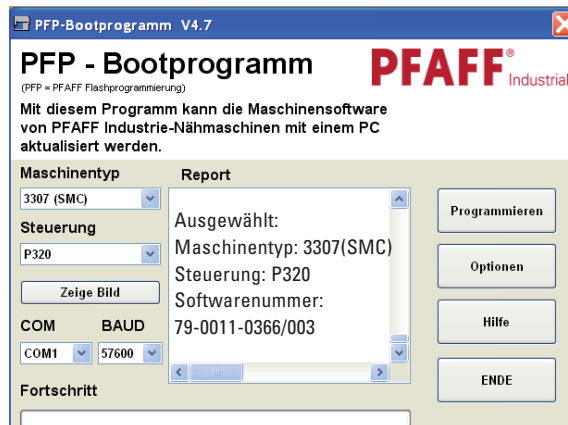 PFP-Bootprogramm V4.7
PFP - Bootprogramm
(PFP = PFAFF Flashprogrammierung)
PFAFF® Industrial
Mit diesem Programm kann die Maschinensoftware
von PFAFF Industrie-Nähmaschinen mit einem PC
aktualisiert werden.
Maschinentyp
3307 (SMC)
Steuerung
P320
Zeige Bild
COM BAUD
COM1 57600
Fortschritt
Report
Ausgewählt:
Maschinentyp: 3307(SMC)
Steuerung: P320
Softwarenummer:
79-0011-0366/003
Programmieren
Optionen
Hilfe
ENDE